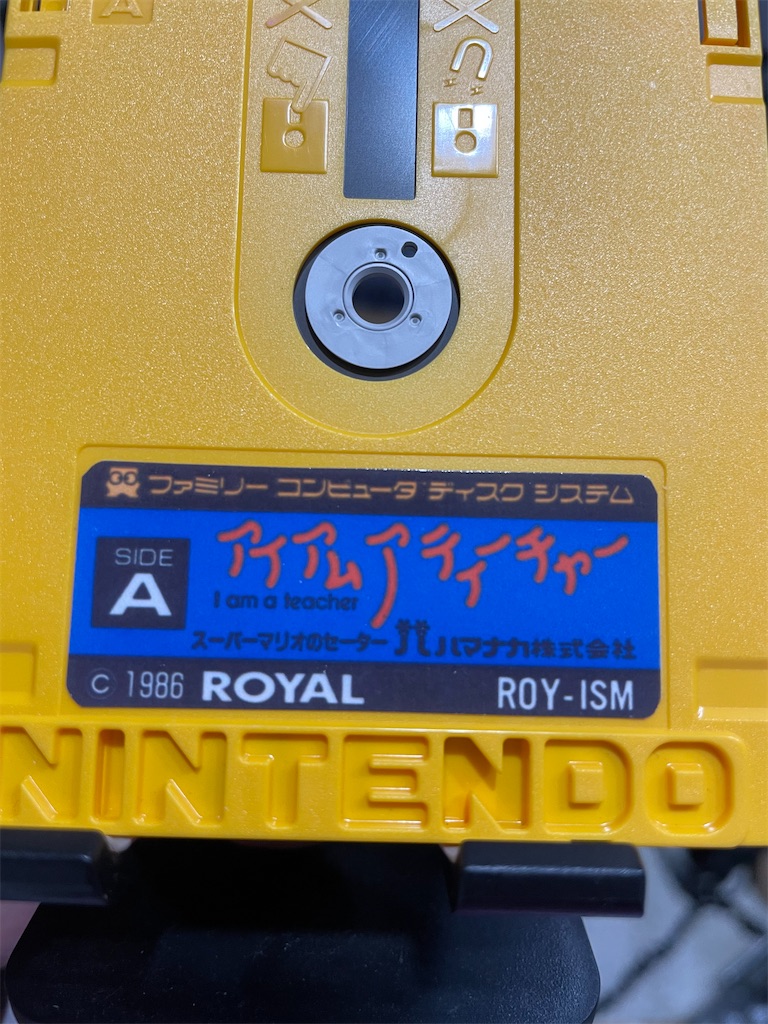 A
ファミリー コンピュータ ディスク システム
SIDE A
アイアムアティーチャー
I am a teacher
スーパーマリオのセーター ハマナカ株式会社
© 1986 ROYAL ROY-ISM
NINTENDO